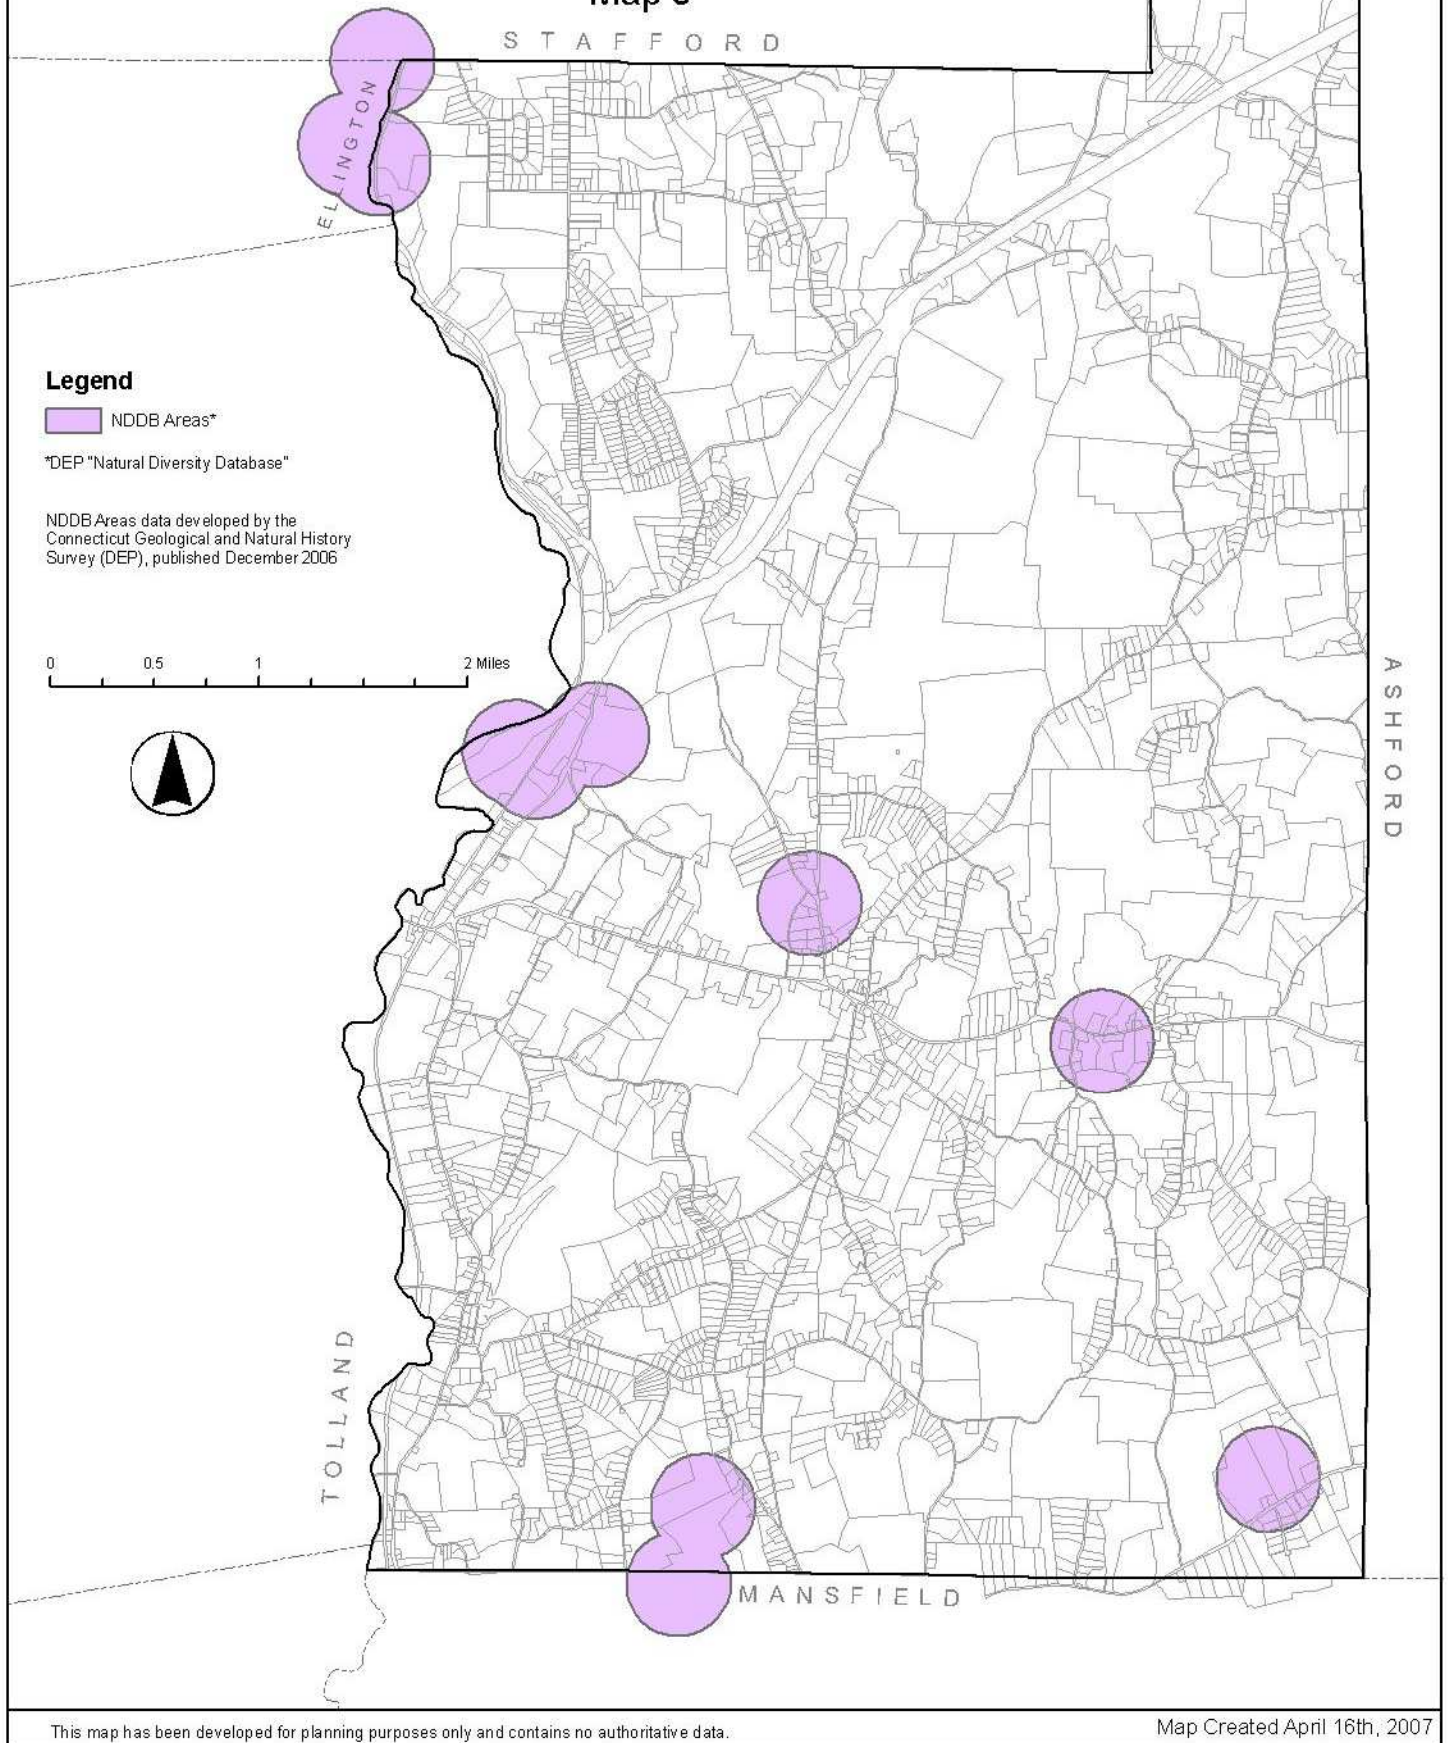 STAFFORD
ELLINGTON
Legend
NDDB Areas*
*DEP "Natural Diversity Database"
NDDB Areas data developed by the
Connecticut Geological and Natural History
Survey (DEP), published December 2006
0 0.5 1 2 Miles
ASHFORD
TOLLAND
MANSFIELD
This map has been developed for planning purposes only and contains no authoritative data.
Map Created April 16th, 2007